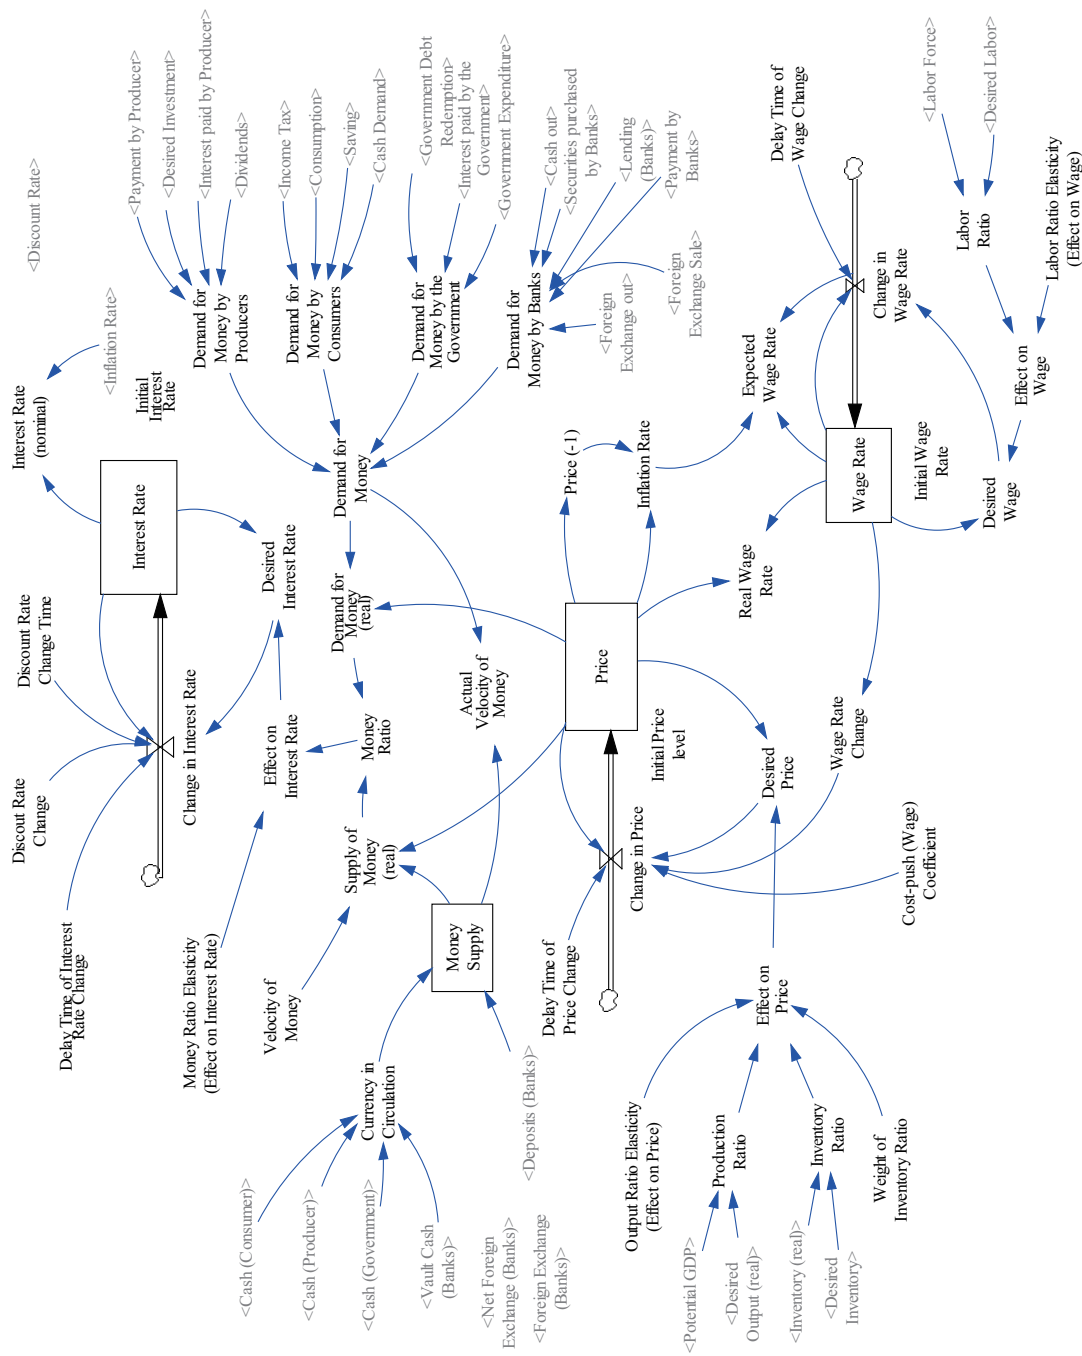 <Discount Rate>
Interest Rate
(nominal)
<Inflation Rate>
Initial
Interest
Rate
Interest Rate
Discount Rate
Change Time
Discout Rate
Change
Change in Interest Rate
Delay Time of Interest
Rate Change
Desired
Interest Rate
Effect on
Interest Rate
Money Ratio Elasticity
(Effect on Interest Rate)
<Payment by Producer>
<Desired Investment>
<Interest paid by Producer>
<Dividends>
Demand for
Money by
Producers
<Income Tax>
<Consumption>
<Saving>
<Cash Demand>
Demand for
Money by
Consumers
<Government Debt
Redemption>
<Interest paid by the
Government>
<Government Expenditure>
Demand for
Money by the
Government
<Cash out>
<Securities purchased
by Banks>
<Lending
(Banks)>
<Payment by
Banks>
<Foreign
Exchange Sale>
<Foreign
Exchange out>
Demand for
Money by Banks
Demand for
Money
Demand for
Money
(real)
Money
Ratio
Supply of
Money
(real)
Velocity of
Money
Actual
Velocity of
Money
Money
Supply
Currency in
Circulation
<Cash (Consumer)>
<Cash (Producer)>
<Cash (Government)>
<Vault Cash
(Banks)>
<Net Foreign
Exchange (Banks)>
<Foreign Exchange
(Banks)>
<Deposits (Banks)>
Price (-1)
Inflation Rate
Price
Initial Price
level
Change in Price
Delay Time of
Price Change
Desired
Price
Wage Rate
Change
Cost-push (Wage)
Coefficient
Effect on
Price
Output Ratio Elasticity
(Effect on Price)
Production
Ratio
Inventory
Ratio
Weight of
Inventory Ratio
<Potential GDP>
<Desired
Output (real)>
<Inventory (real)>
<Desired
Inventory>
Real Wage
Rate
Expected
Wage Rate
Wage Rate
Initial Wage
Rate
Change in
Wage Rate
Delay Time of
Wage Change
Desired
Wage
Effect on
Wage
Labor
Ratio
<Labor Force>
<Desired Labor>
Labor Ratio Elasticity
(Effect on Wage)